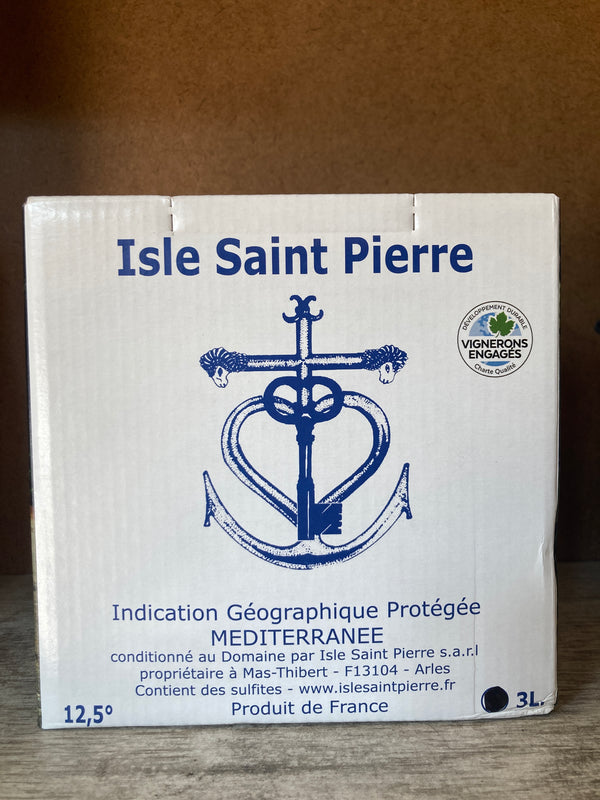 Isle Saint Pierre
DÉVELOPPEMENT DURABLE
VIGNERONS
ENGAGÉS
Charte Qualité
Indication Géographique Protégée
MEDITERRANEE
conditionné au Domaine par Isle Saint Pierre s.a.r.l
propriétaire à Mas-Thibert - F13104 - Arles
Contient des sulfites - www.islesaintpierre.fr
12,5° Produit de France 3L.